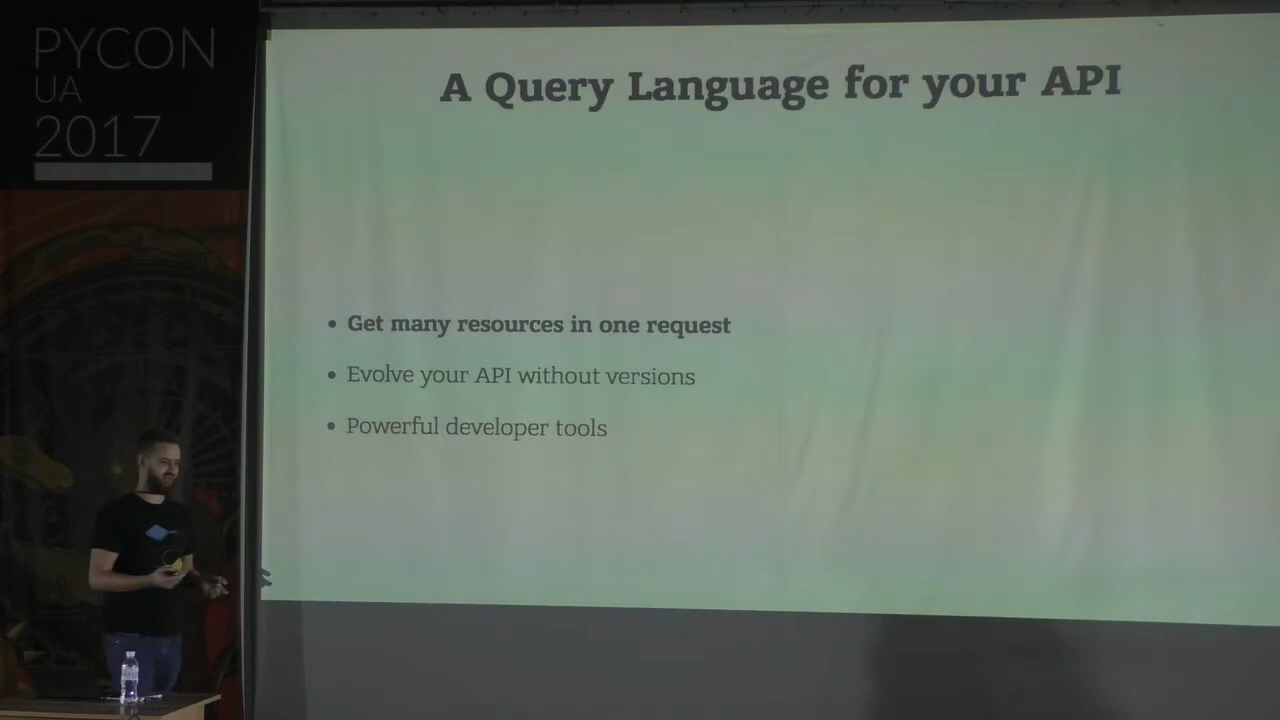 PYCON
UA
2017
A Query Language for your API
• Get many resources in one request
• Evolve your API without versions
• Powerful developer tools